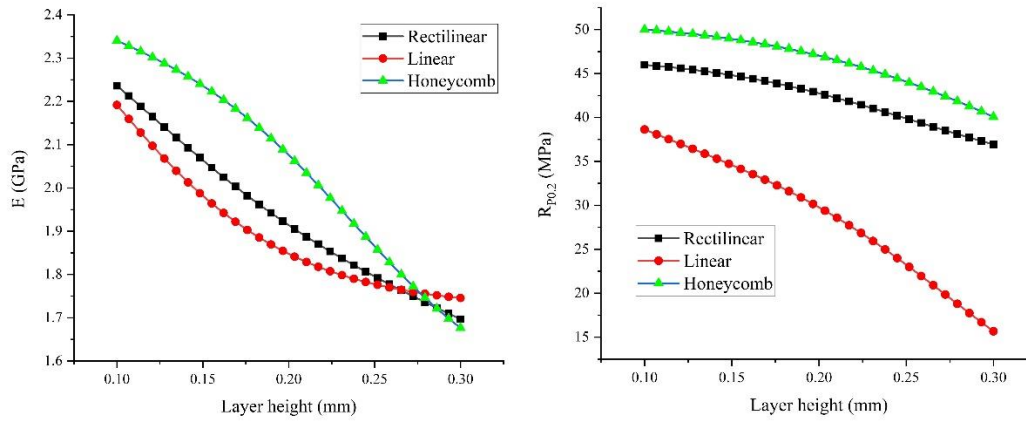 2.4
2.3
2.2
2.1
2.0
1.9
1.8
1.7
1.6
E (GPa)
Rectilinear
Linear
Honeycomb
0.10 0.15 0.20 0.25 0.30
Layer height (mm)
50
45
40
35
30
25
20
15
R_P0.2 (MPa)
Rectilinear
Linear
Honeycomb
0.10 0.15 0.20 0.25 0.30
Layer height (mm)